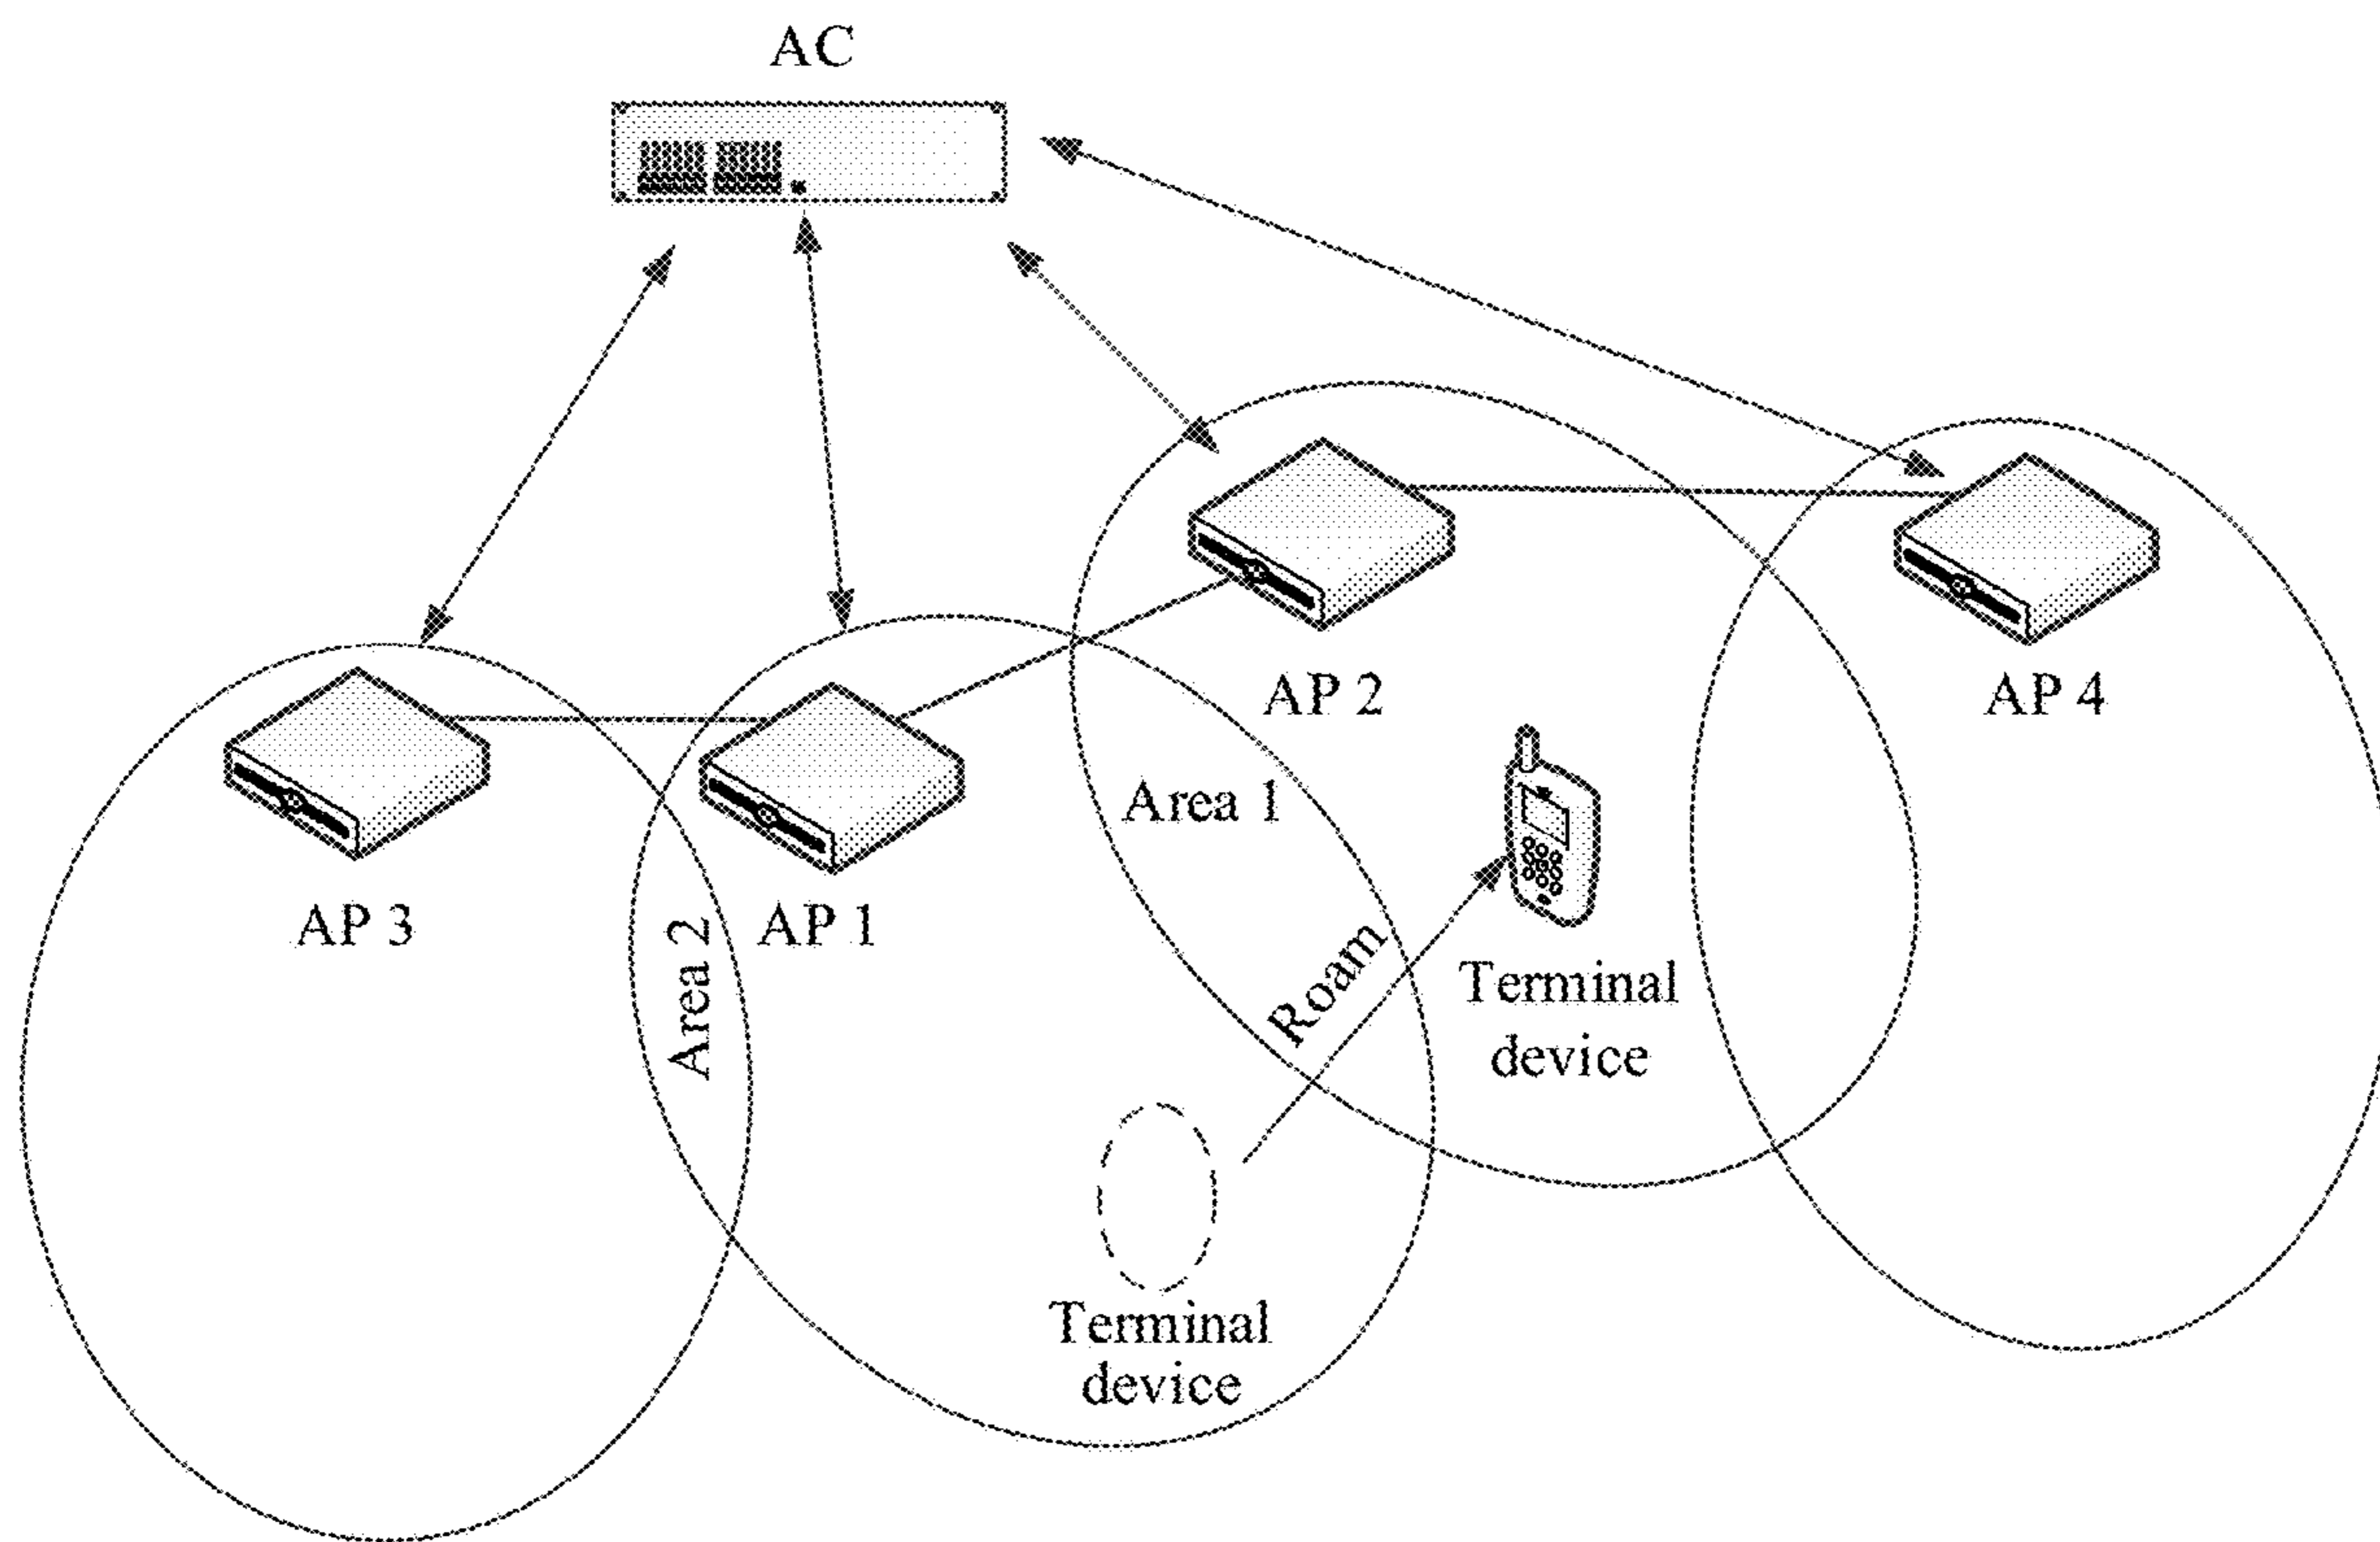 AC
AP 2
AP 4
Area 1
AP 3
AP 1
Area 2
Roam
Terminal
device
Terminal
device